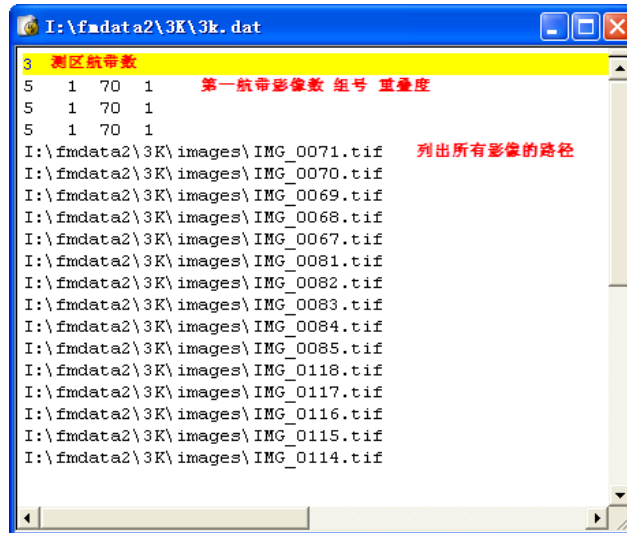 I:\fmdata2\3K\3k.dat
3 测区航带数
5 1 70 1 第一航带影像数 组号 重叠度
5 1 70 1
5 1 70 1
I:\fmdata2\3K\images\IMG_0071.tif 列出所有影像的路径
I:\fmdata2\3K\images\IMG_0070.tif
I:\fmdata2\3K\images\IMG_0069.tif
I:\fmdata2\3K\images\IMG_0068.tif
I:\fmdata2\3K\images\IMG_0067.tif
I:\fmdata2\3K\images\IMG_0081.tif
I:\fmdata2\3K\images\IMG_0082.tif
I:\fmdata2\3K\images\IMG_0083.tif
I:\fmdata2\3K\images\IMG_0084.tif
I:\fmdata2\3K\images\IMG_0085.tif
I:\fmdata2\3K\images\IMG_0118.tif
I:\fmdata2\3K\images\IMG_0117.tif
I:\fmdata2\3K\images\IMG_0116.tif
I:\fmdata2\3K\images\IMG_0115.tif
I:\fmdata2\3K\images\IMG_0114.tif